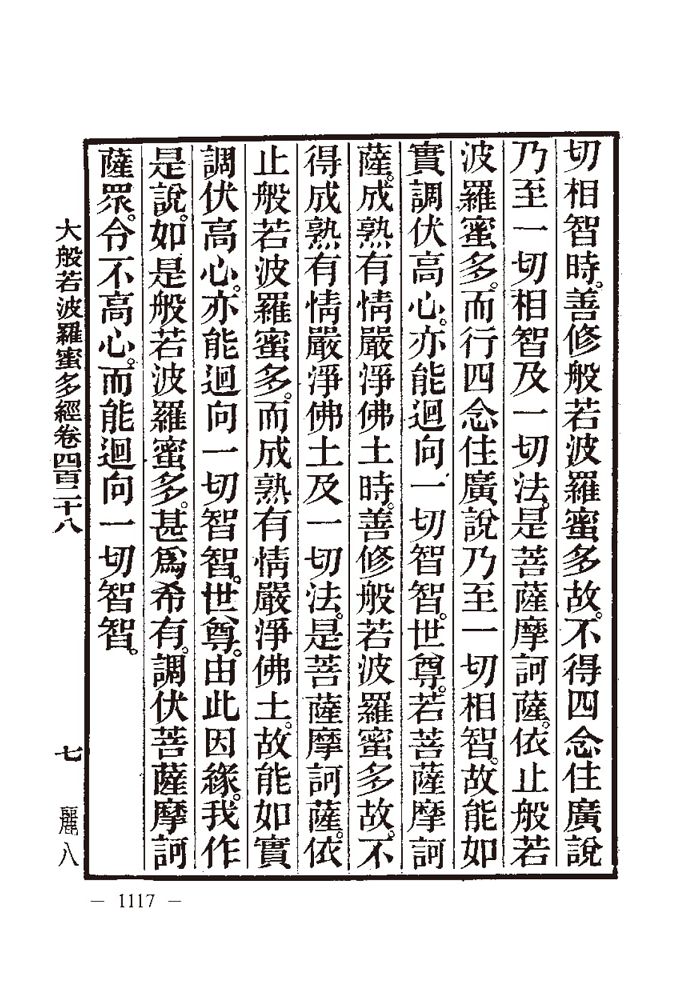 切相智時。善修般若波羅蜜多故。不得四念住廣說
乃至一切相智及一切法。是菩薩摩訶薩。依止般若
波羅蜜多。而行四念住廣說乃至一切相智。故能如
實調伏高心。亦能迴向一切智智。世尊。若菩薩摩訶
薩。成熟有情嚴淨佛土時。善修般若波羅蜜多故。不
得成熟有情嚴淨佛土及一切法。是菩薩摩訶薩。依
止般若波羅蜜多。而成熟有情嚴淨佛土。故能如實
調伏高心。亦能迴向一切智智。世尊。由此因緣。我作
是說。如是般若波羅蜜多。甚為希有。調伏菩薩摩訶
薩眾。令不高心。而能迴向一切智智。
大般若波羅蜜多經卷四百二十八
七
麗八
— 1117 —